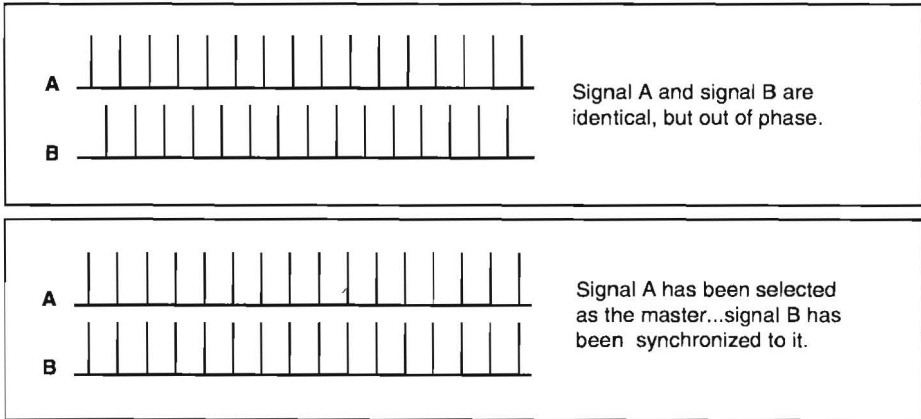 A
Signal A and signal B are
identical, but out of phase.
B
A
Signal A has been selected
as the master...signal B has
been synchronized to it.
B